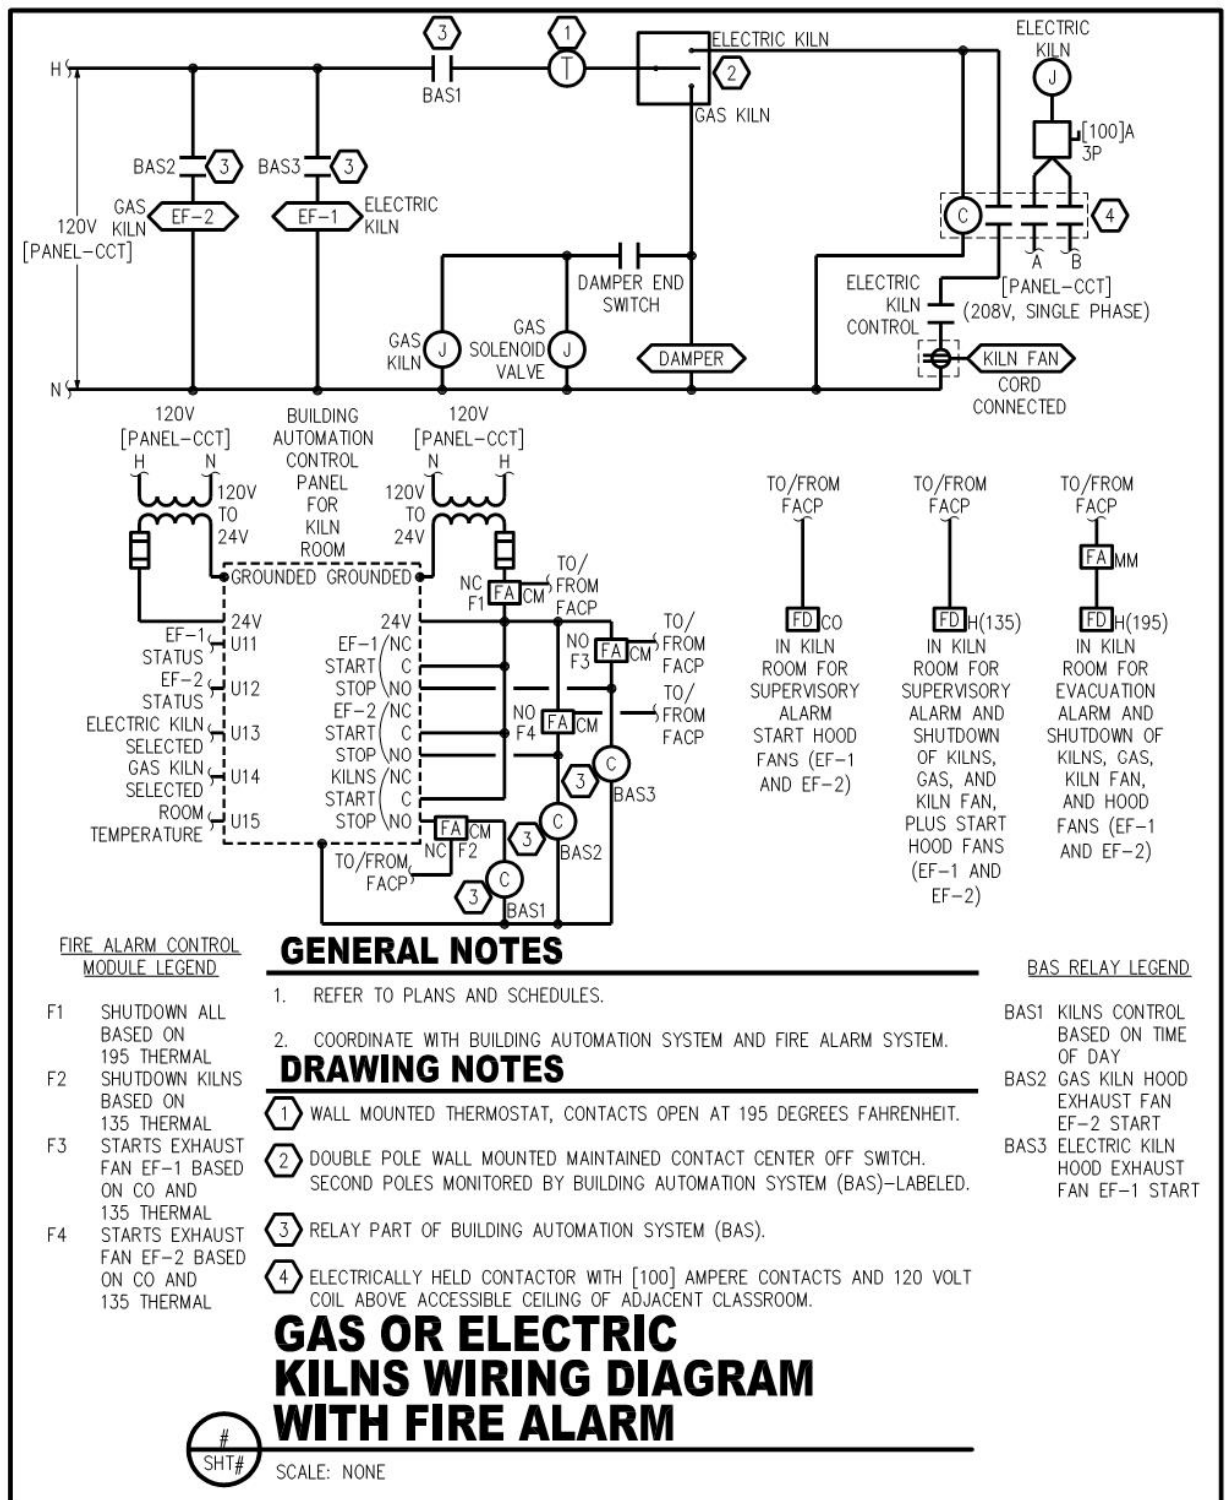 3
1
ELECTRIC KILN
ELECTRIC
KILN
H
T
2
J
BAS1
GAS KILN
[100]A
3P
BAS2
3
BAS3
3
GAS
KILN
EF-2
EF-1
ELECTRIC
KILN
C
4
120V
[PANEL-CCT]
A
B
DAMPER END
SWITCH
ELECTRIC
KILN
CONTROL
[PANEL-CCT]
(208V, SINGLE PHASE)
GAS
KILN
J
GAS
SOLENOID
VALVE
J
DAMPER
KILN FAN
N
CORD
CONNECTED
120V
[PANEL-CCT]
H
N
BUILDING
AUTOMATION
CONTROL
PANEL
FOR
KILN
ROOM
120V
[PANEL-CCT]
N
H
120V
TO
24V
120V
TO
24V
TO/FROM
FACP
TO/FROM
FACP
TO/FROM
FACP
FA
MM
GROUNDED
GROUNDED
NC
F1
FA
CM
TO/
FROM
FACP
FD
CO
FD
H(135)
FD
H(195)
24V
24V
EF-1
STATUS
U11
EF-2
STATUS
U12
ELECTRIC KILN
SELECTED
U13
GAS KILN
SELECTED
U14
ROOM
TEMPERATURE
U15
EF-1
NC
START
C
STOP
NO
EF-2
NC
START
C
STOP
NO
KILNS
NC
START
C
STOP
NO
NO
F3
FA
CM
TO/
FROM
FACP
NO
F4
FA
CM
TO/
FROM
FACP
3
C
BAS3
FA
CM
NC
F2
3
C
BAS2
TO/FROM
FACP
3
C
BAS1
IN KILN
ROOM FOR
SUPERVISORY
ALARM
START HOOD
FANS (EF-1
AND EF-2)
IN KILN
ROOM FOR
SUPERVISORY
ALARM AND
SHUTDOWN
OF KILNS,
GAS, AND
KILN FAN,
PLUS START
HOOD FANS
(EF-1 AND
EF-2)
IN KILN
ROOM FOR
EVACUATION
ALARM AND
SHUTDOWN OF
KILNS, GAS,
KILN FAN,
AND HOOD
FANS (EF-1
AND EF-2)
FIRE ALARM CONTROL
MODULE LEGEND
F1 SHUTDOWN ALL
BASED ON
195 THERMAL
F2 SHUTDOWN KILNS
BASED ON
135 THERMAL
F3 STARTS EXHAUST
FAN EF-1 BASED
ON CO AND
135 THERMAL
F4 STARTS EXHAUST
FAN EF-2 BASED
ON CO AND
135 THERMAL
GENERAL NOTES
1. REFER TO PLANS AND SCHEDULES.
2. COORDINATE WITH BUILDING AUTOMATION SYSTEM AND FIRE ALARM SYSTEM.
DRAWING NOTES
1 WALL MOUNTED THERMOSTAT, CONTACTS OPEN AT 195 DEGREES FAHRENHEIT.
2 DOUBLE POLE WALL MOUNTED MAINTAINED CONTACT CENTER OFF SWITCH.
SECOND POLES MONITORED BY BUILDING AUTOMATION SYSTEM (BAS)-LABELED.
3 RELAY PART OF BUILDING AUTOMATION SYSTEM (BAS).
4 ELECTRICALLY HELD CONTACTOR WITH [100] AMPERE CONTACTS AND 120 VOLT
COIL ABOVE ACCESSIBLE CEILING OF ADJACENT CLASSROOM.
BAS RELAY LEGEND
BAS1 KILNS CONTROL
BASED ON TIME
OF DAY
BAS2 GAS KILN HOOD
EXHAUST FAN
EF-2 START
BAS3 ELECTRIC KILN
HOOD EXHAUST
FAN EF-1 START
GAS OR ELECTRIC
KILNS WIRING DIAGRAM
WITH FIRE ALARM
#
SHT#
SCALE: NONE